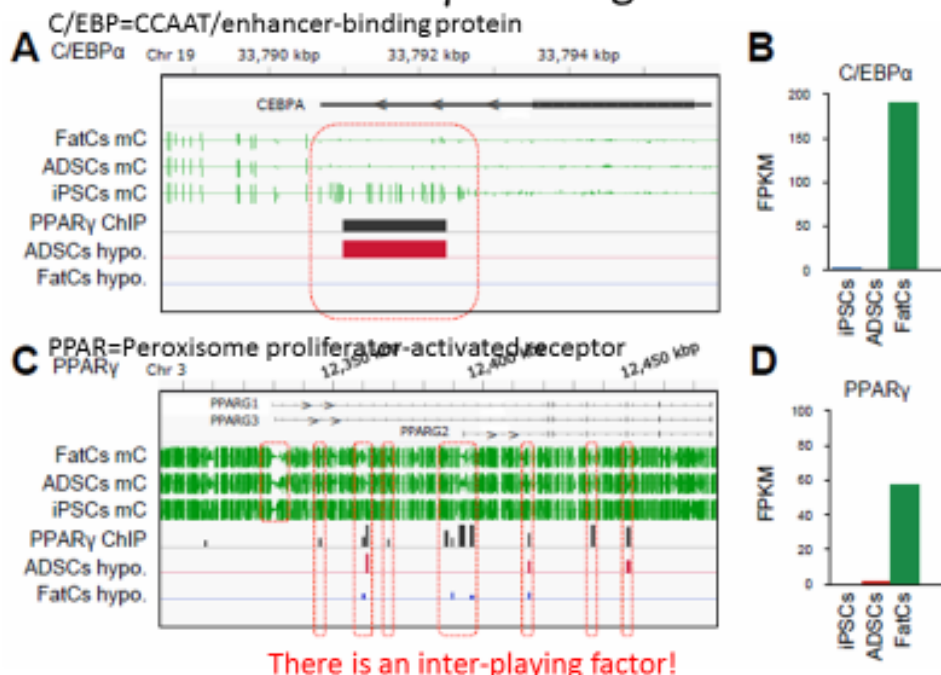 C/EBP=CCAAT/enhancer-binding protein
A C/EBPα Chr 19 33,790 kbp 33,792 kbp 33,794 kbp
CEBPA
FatCs mC
ADSCs mC
iPSCs mC
PPARγ ChIP
ADSCs hypo.
FatCs hypo.
B
C/EBPα
FPKM
200
150
100
50
0
iPSCs
ADSCs
FatCs
PPAR=Peroxisome proliferator-activated receptor
C PPARγ Chr 3 12,350 kbp 12,400 kbp 12,450 kbp
PPARG1
PPARG3
PPARG2
FatCs mC
ADSCs mC
iPSCs mC
PPARγ ChIP
ADSCs hypo.
FatCs hypo.
D
PPARγ
FPKM
100
80
60
40
20
0
iPSCs
ADSCs
FatCs
There is an inter-playing factor!